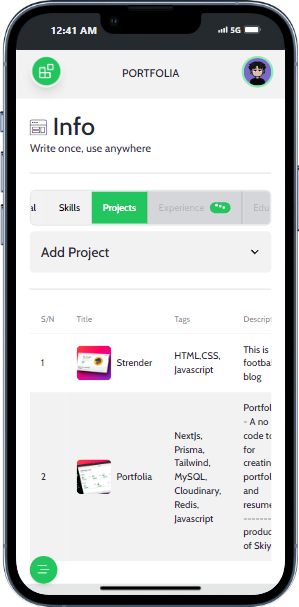 12:41 AM
5G
PORTFOLIA
Info
Write once, use anywhere
al
Skills
Projects
Experience
Edu
Add Project
S/N
Title
Tags
Descript
1
Strender
HTML,CSS,
Javascript
This is
footba
blog
2
Portfolia
NextJs,
Prisma,
Tailwind,
MySQL,
Cloudinary,
Redis,
Javascript
Portfol
- A no
code to
for
creatin
portfol
and
resume
--------
produc
of Skiy